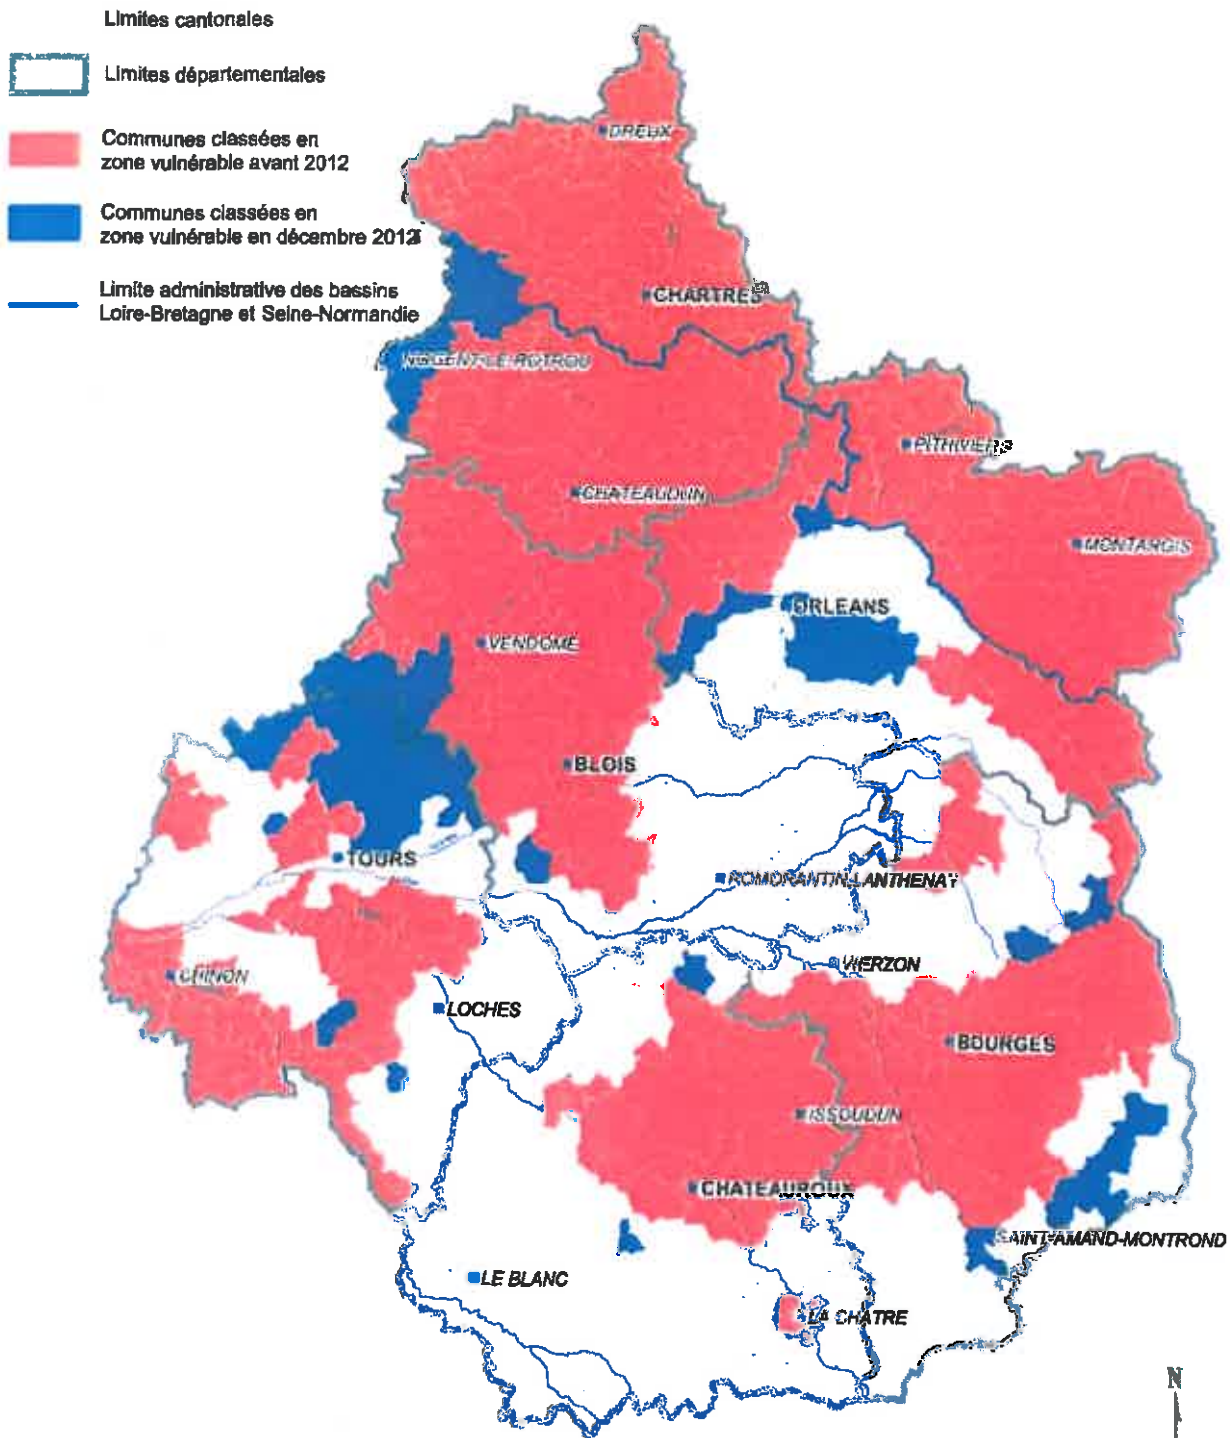 Limites cantonales
Limites départementales
Communes classées en
zone vulnérable avant 2012
Communes classées en
zone vulnérable en décembre 2012
Limite administrative des bassins
Loire-Bretagne et Seine-Normandie
DREUX
CHARTRES
NOGENT-LE-ROTROU
PITHIVIERS
CHATEAUDUN
MONTARGIS
ORLEANS
VENDOME
BLOIS
TOURS
ROMORANTIN-LANTHENAY
VIERZON
CHINON
LOCHES
BOURGES
ISSOUDUN
CHATEAUROUX
SAINT-AMAND-MONTROND
LE BLANC
LA CHATRE
N